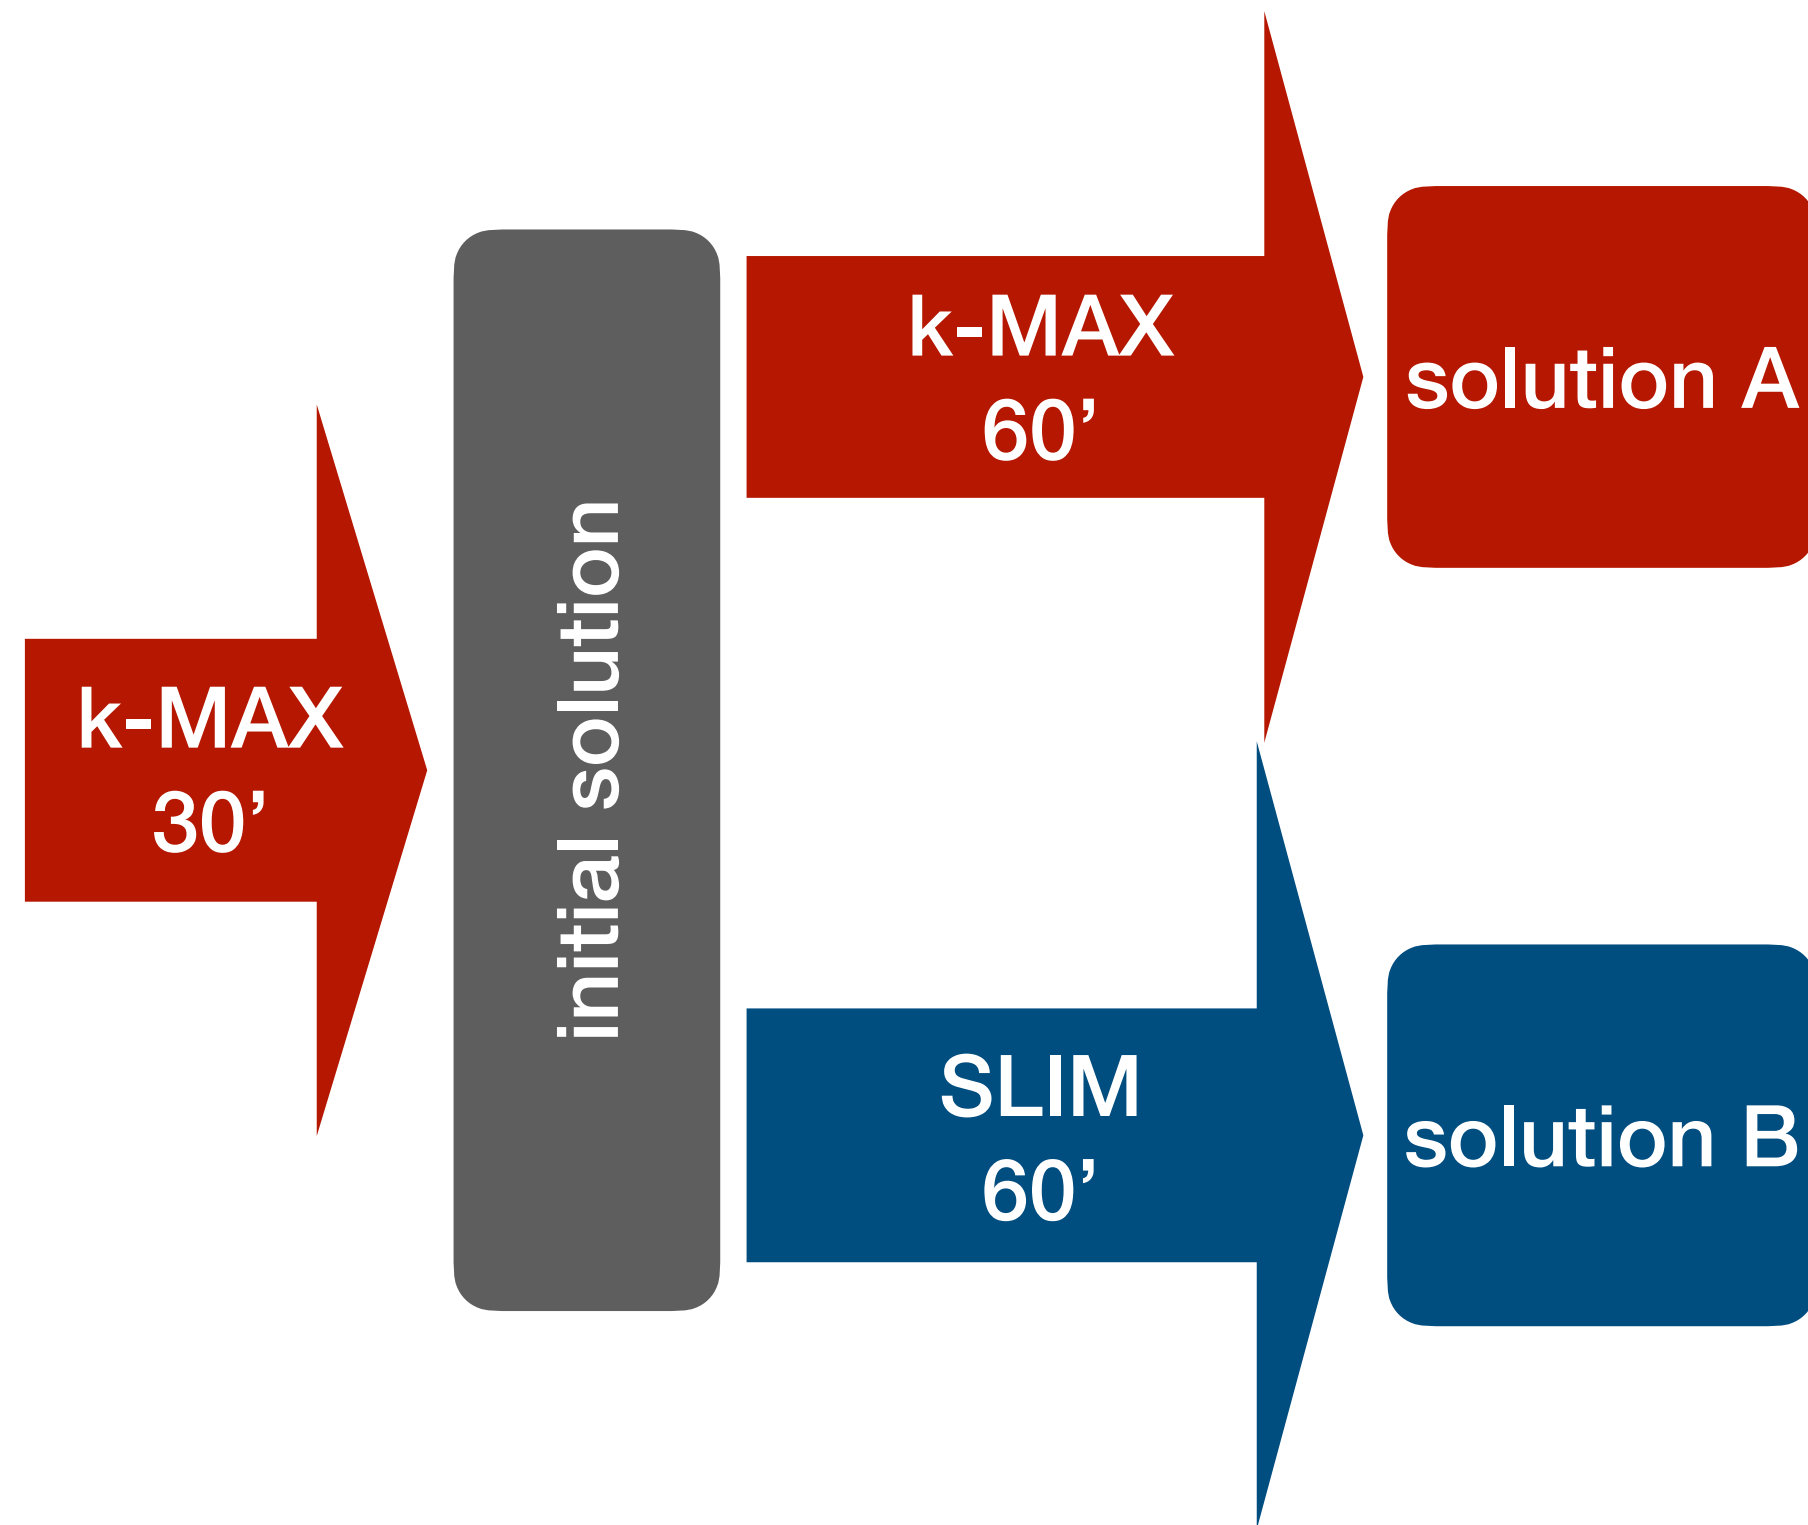 k-MAX
30’
initial solution
k-MAX
60’
solution A
SLIM
60’
solution B